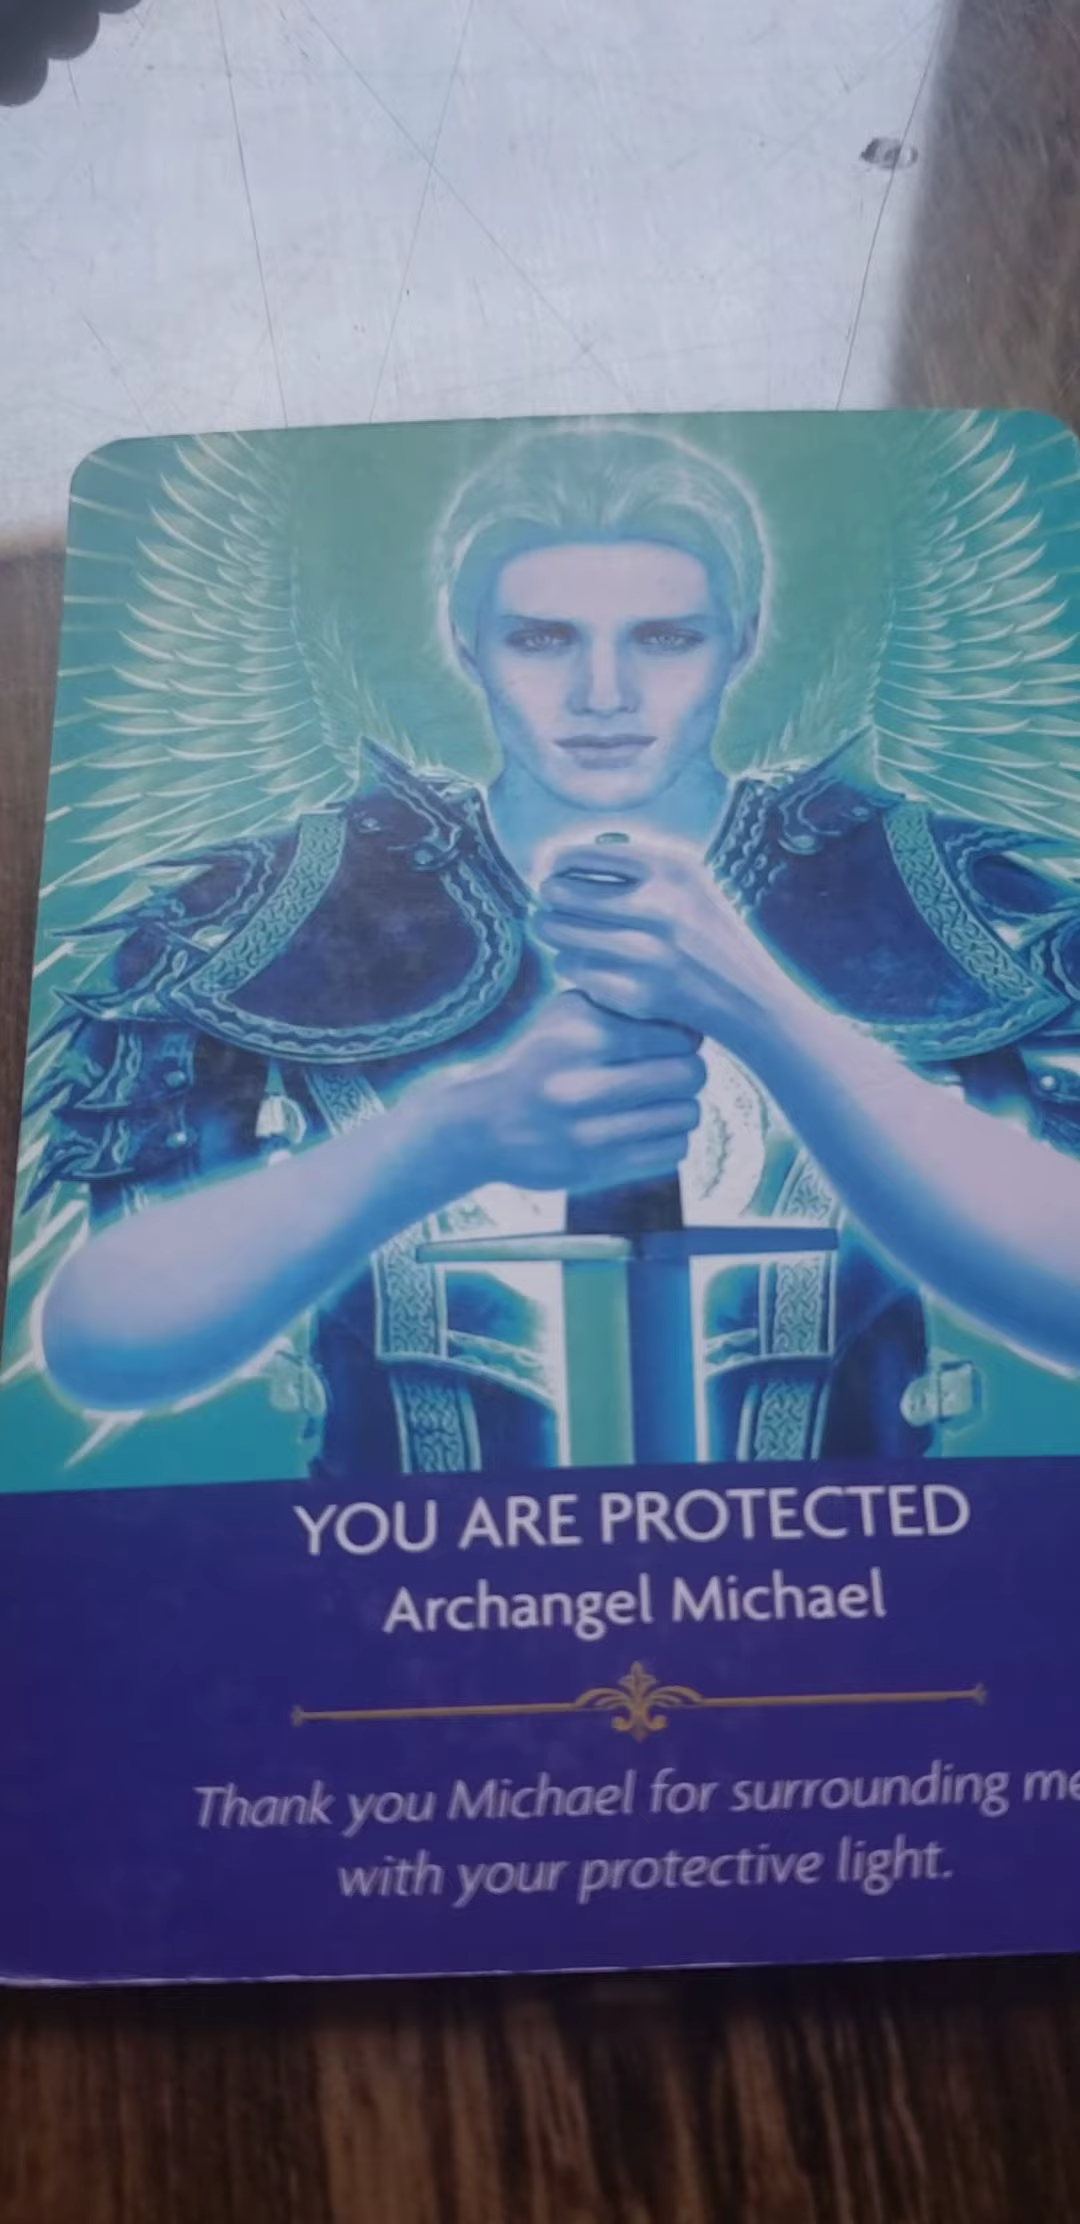 YOU ARE PROTECTED
Archangel Michael
Thank you Michael for surrounding me
with your protective light.